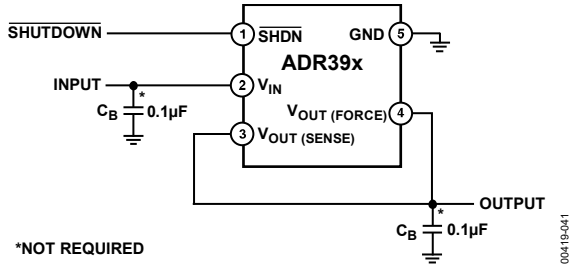 SHUTDOWN
1
SHDN
GND
5
ADR39x
INPUT
2
VIN
*
CB
0.1µF
VOUT (FORCE)
4
3
VOUT (SENSE)
OUTPUT
*
CB
0.1µF
*NOT REQUIRED
00419-041